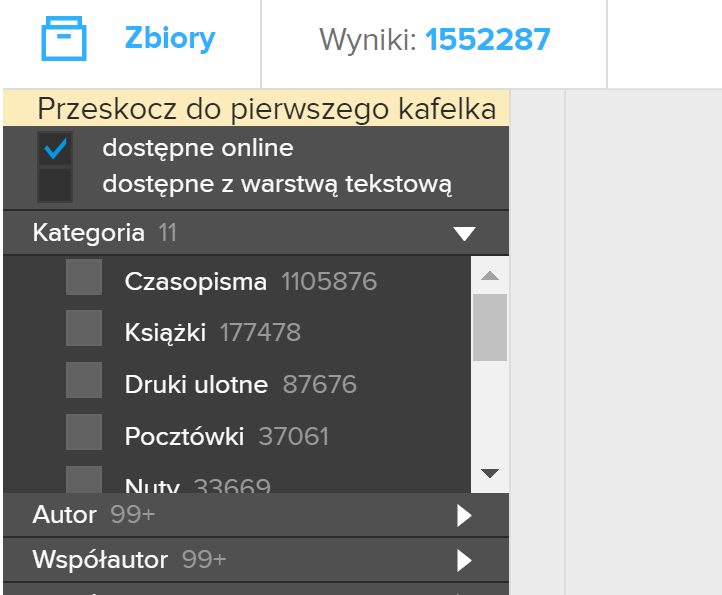 Zbiory
Wyniki: 1552287
Przeskocz do pierwszego kafelka
dostępne online
dostępne z warstwą tekstową
Kategoria 11
Czasopisma 1105876
Książki 177478
Druki ulotne 87676
Pocztówki 37061
Nuty 33669
Autor 99+
Współautor 99+